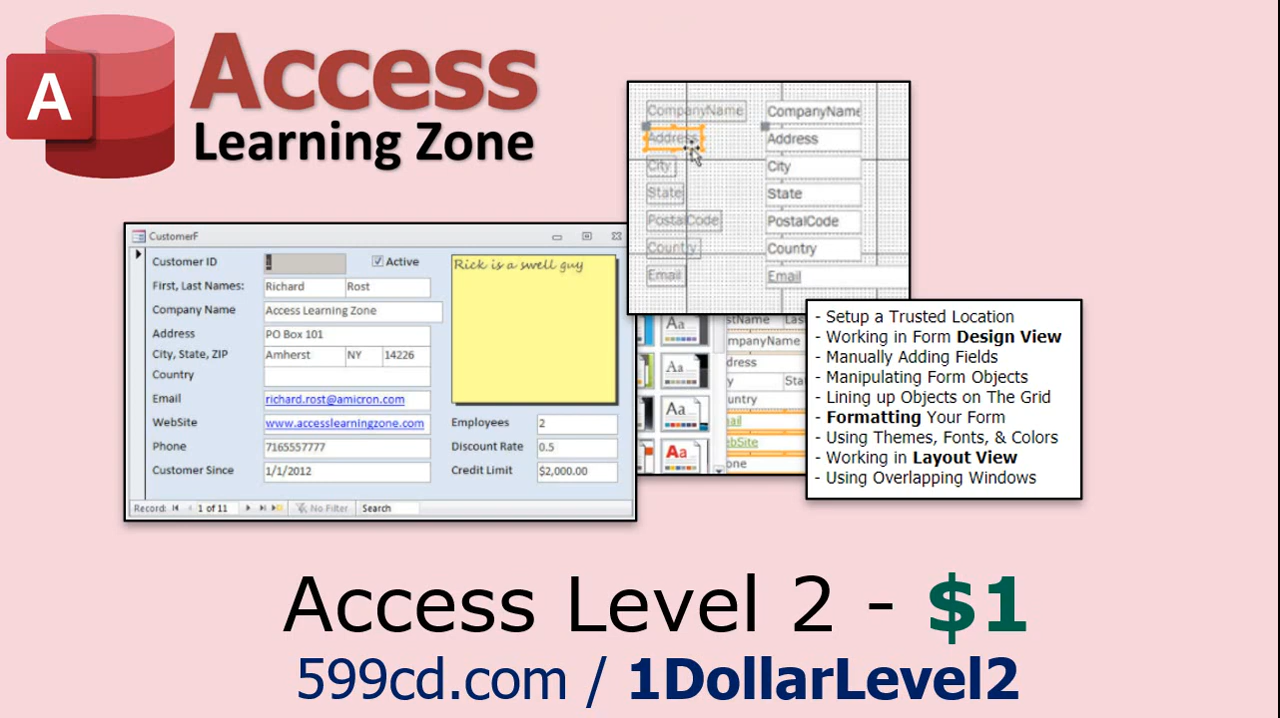 A
Access
Learning Zone
CompanyName CompanyName
Address Address
City City
State State
PostalCode PostalCode
Country Country
Email Email
CustomerF
Customer ID Active
First, Last Names: Richard Rost
Company Name Access Learning Zone
Address PO Box 101
City, State, ZIP Amherst NY 14226
Country
Email richard.rost@amicron.com
WebSite www.accesslearningzone.com
Phone 7165557777
Customer Since 1/1/2012
Rick is a swell guy
Employees 2
Discount Rate 0.5
Credit Limit $2,000.00
Record: 1 of 11 No Filter Search
Aa
Aa
Aa
Aa
- Setup a Trusted Location
- Working in Form Design View
- Manually Adding Fields
- Manipulating Form Objects
- Lining up Objects on The Grid
- Formatting Your Form
- Using Themes, Fonts, & Colors
- Working in Layout View
- Using Overlapping Windows
Access Level 2 - $1
599cd.com / 1DollarLevel2